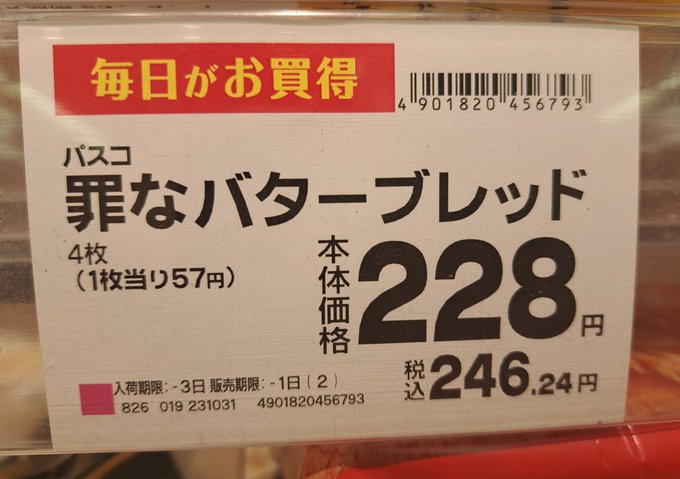 毎日がお買得
4901820 456793
パスコ
罪なバターブレッド
4枚
(1枚当り57円)
本体価格 228円
税込 246.24円
入荷期限:-3日 販売期限:-1日(2)
826 019 231031 4901820456793